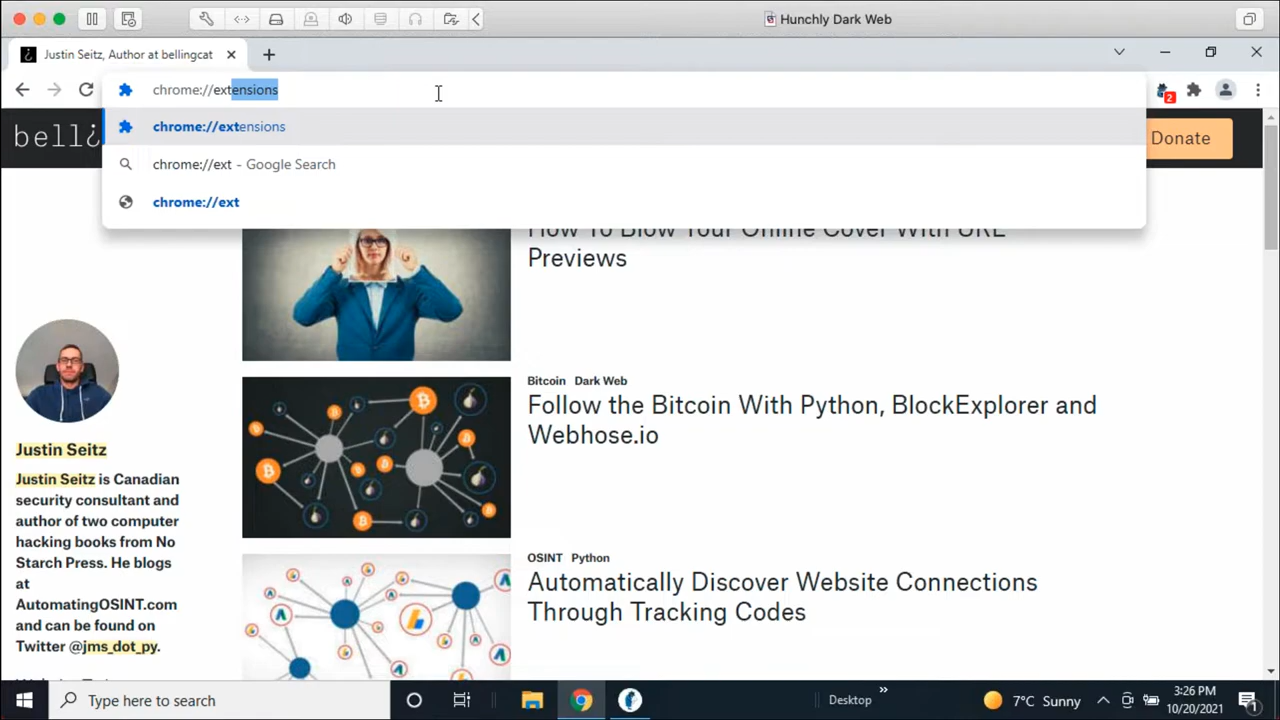 Hunchly Dark Web
Justin Seitz, Author at bellingcat
chrome://extensions
2
chrome://extensions
chrome://ext - Google Search
chrome://ext
bell¿
Donate
How To Blow Your Online Cover With URL
Previews
Bitcoin Dark Web
Follow the Bitcoin With Python, BlockExplorer and
Webhose.io
Justin Seitz
Justin Seitz is Canadian
security consultant and
author of two computer
hacking books from No
Starch Press. He blogs
at
AutomatingOSINT.com
and can be found on
Twitter @jms_dot_py.
OSINT Python
Automatically Discover Website Connections
Through Tracking Codes
Type here to search
Desktop
7°C Sunny
3:26 PM
10/20/2021
1